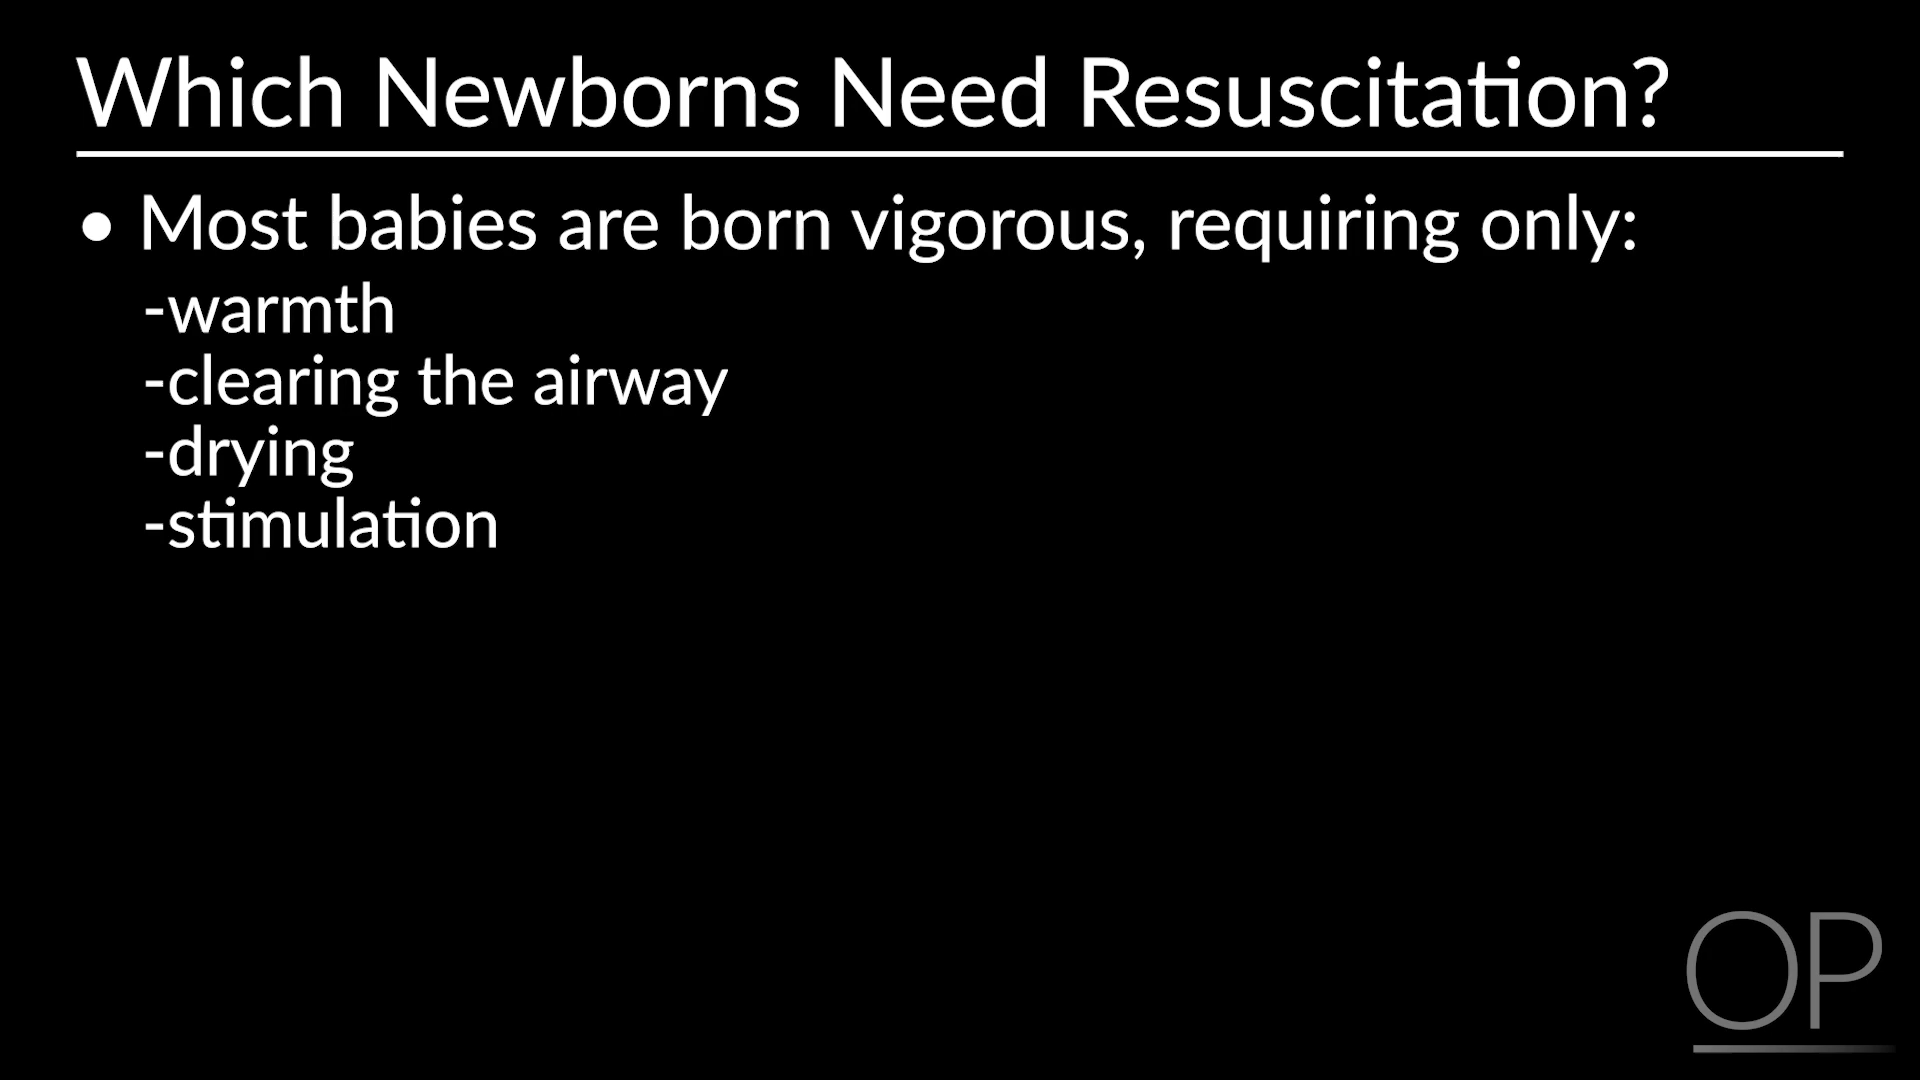 Which Newborns Need Resuscitation?
• Most babies are born vigorous, requiring only:
-warmth
-clearing the airway
-drying
-stimulation
OP